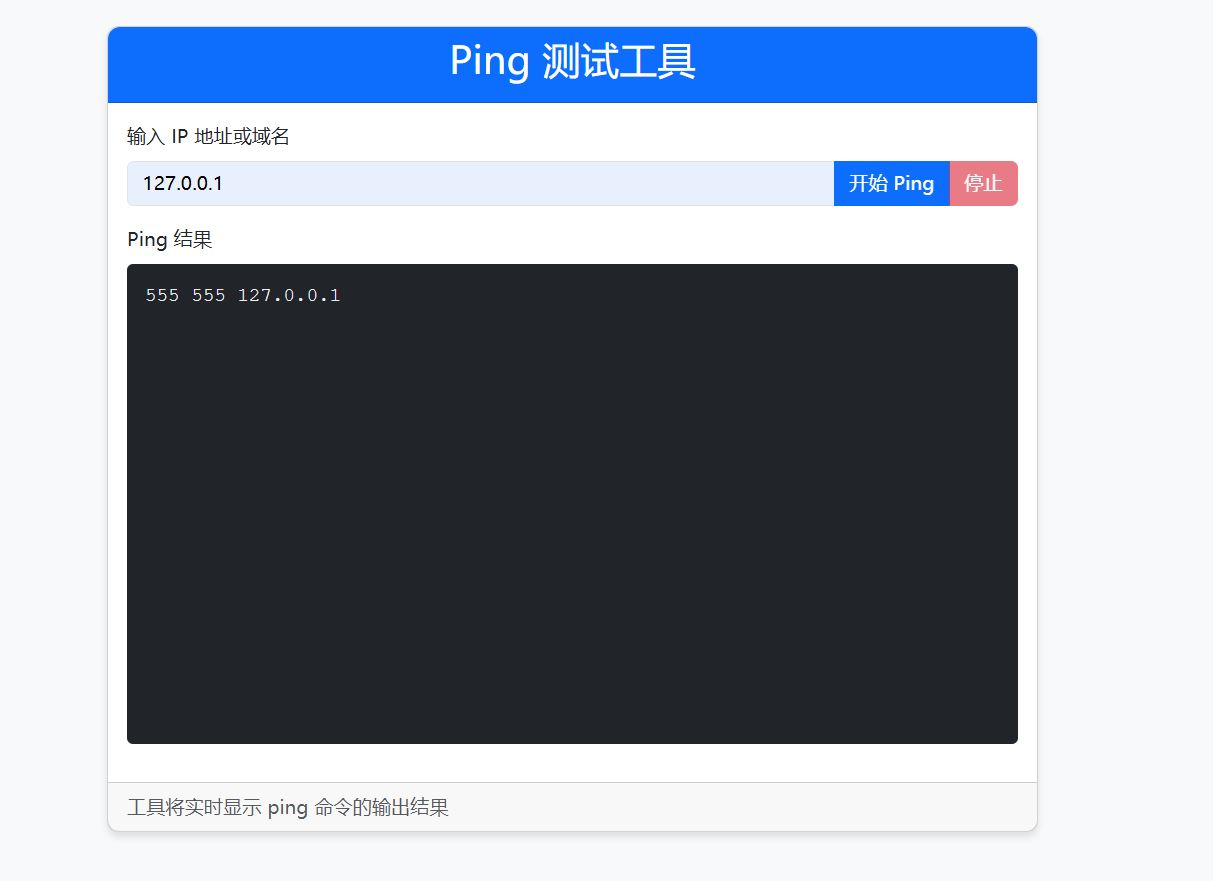 Ping 测试工具
输入 IP 地址或域名
127.0.0.1 开始 Ping 停止
Ping 结果
555 555 127.0.0.1
工具将实时显示 ping 命令的输出结果